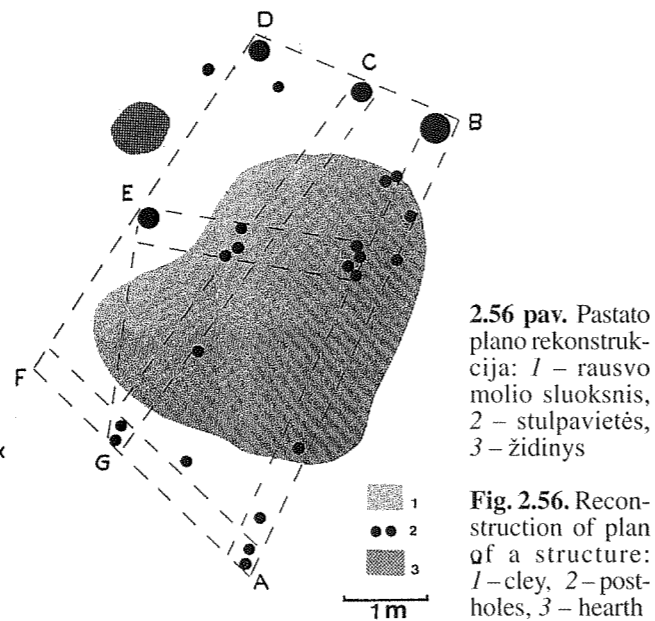 D
C
B
E
F
G
A
x
1
2
3
1 m
2.56 pav. Pastato
plano rekonstruk-
cija: 1 – rausvo
molio sluoksnis,
2 – stulpavietės,
3 – židinys
Fig. 2.56. Recon-
struction of plan
of a structure:
1 – cley, 2 – post-
holes, 3 – hearth